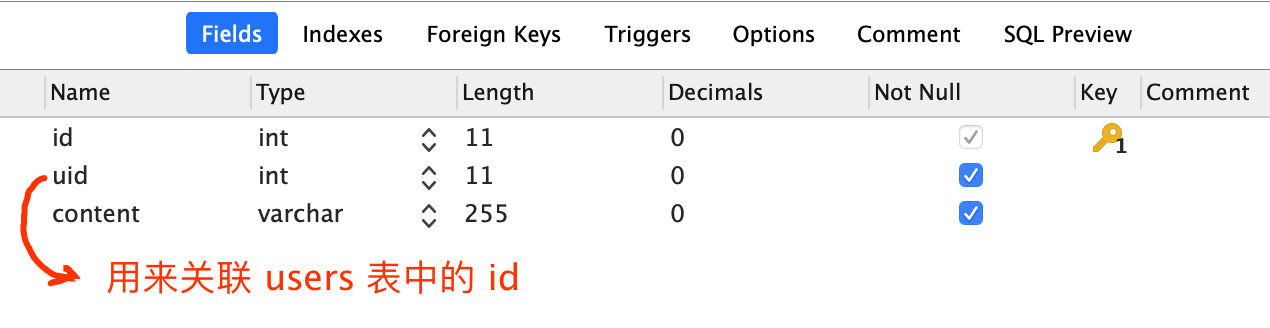 Fields Indexes Foreign Keys Triggers Options Comment SQL Preview
Name Type Length Decimals Not Null Key Comment
id int 11 0 1
uid int 11 0
content varchar 255 0
用来关联 users 表中的 id